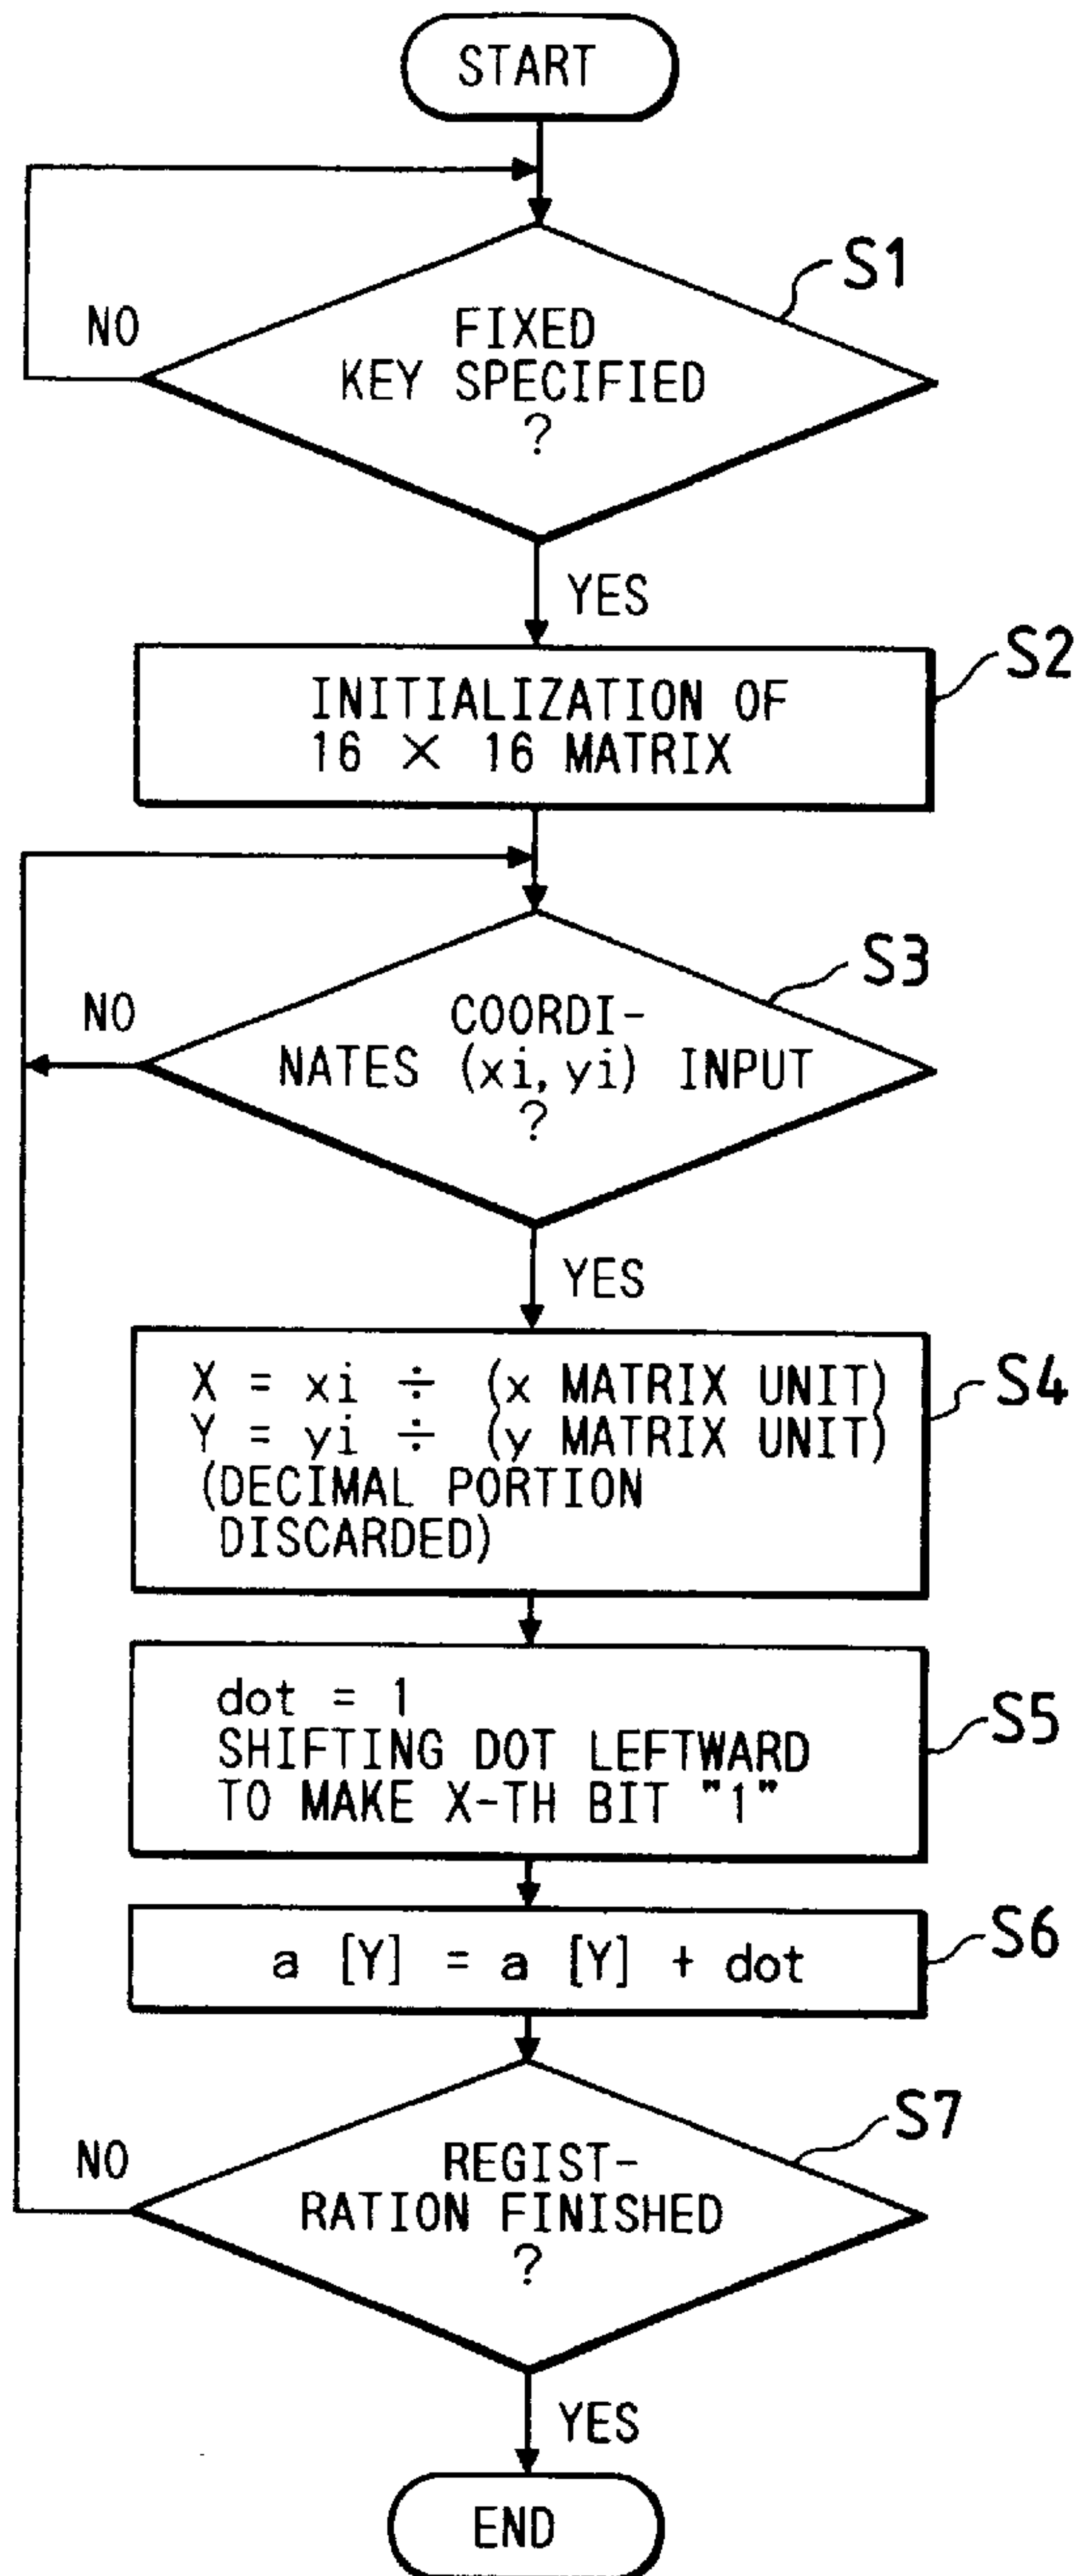 START
S1
NO
FIXED
KEY SPECIFIED
?
YES
S2
INITIALIZATION OF
16 × 16 MATRIX
S3
NO
COORDI-
NATES (xi, yi) INPUT
?
YES
S4
X = xi ÷ (x MATRIX UNIT)
Y = yi ÷ (y MATRIX UNIT)
(DECIMAL PORTION
DISCARDED)
S5
dot = 1
SHIFTING DOT LEFTWARD
TO MAKE X-TH BIT "1"
S6
a [Y] = a [Y] + dot
S7
NO
REGIST-
RATION FINISHED
?
YES
END